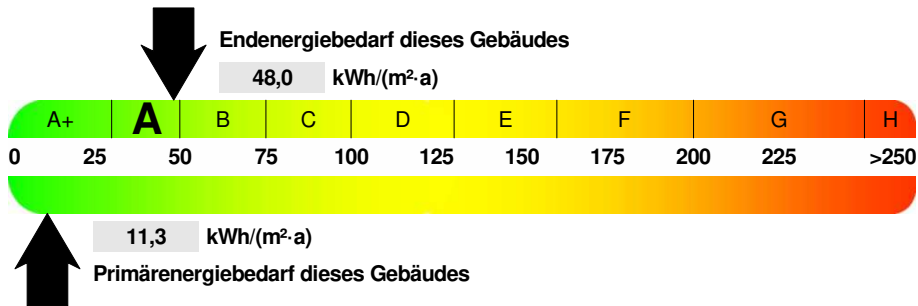 Endenergiebedarf dieses Gebäudes
48,0 kWh/(m²·a)
A+ A B C D E F G H
0 25 50 75 100 125 150 175 200 225 >250
11,3 kWh/(m²·a)
Primärenergiebedarf dieses Gebäudes